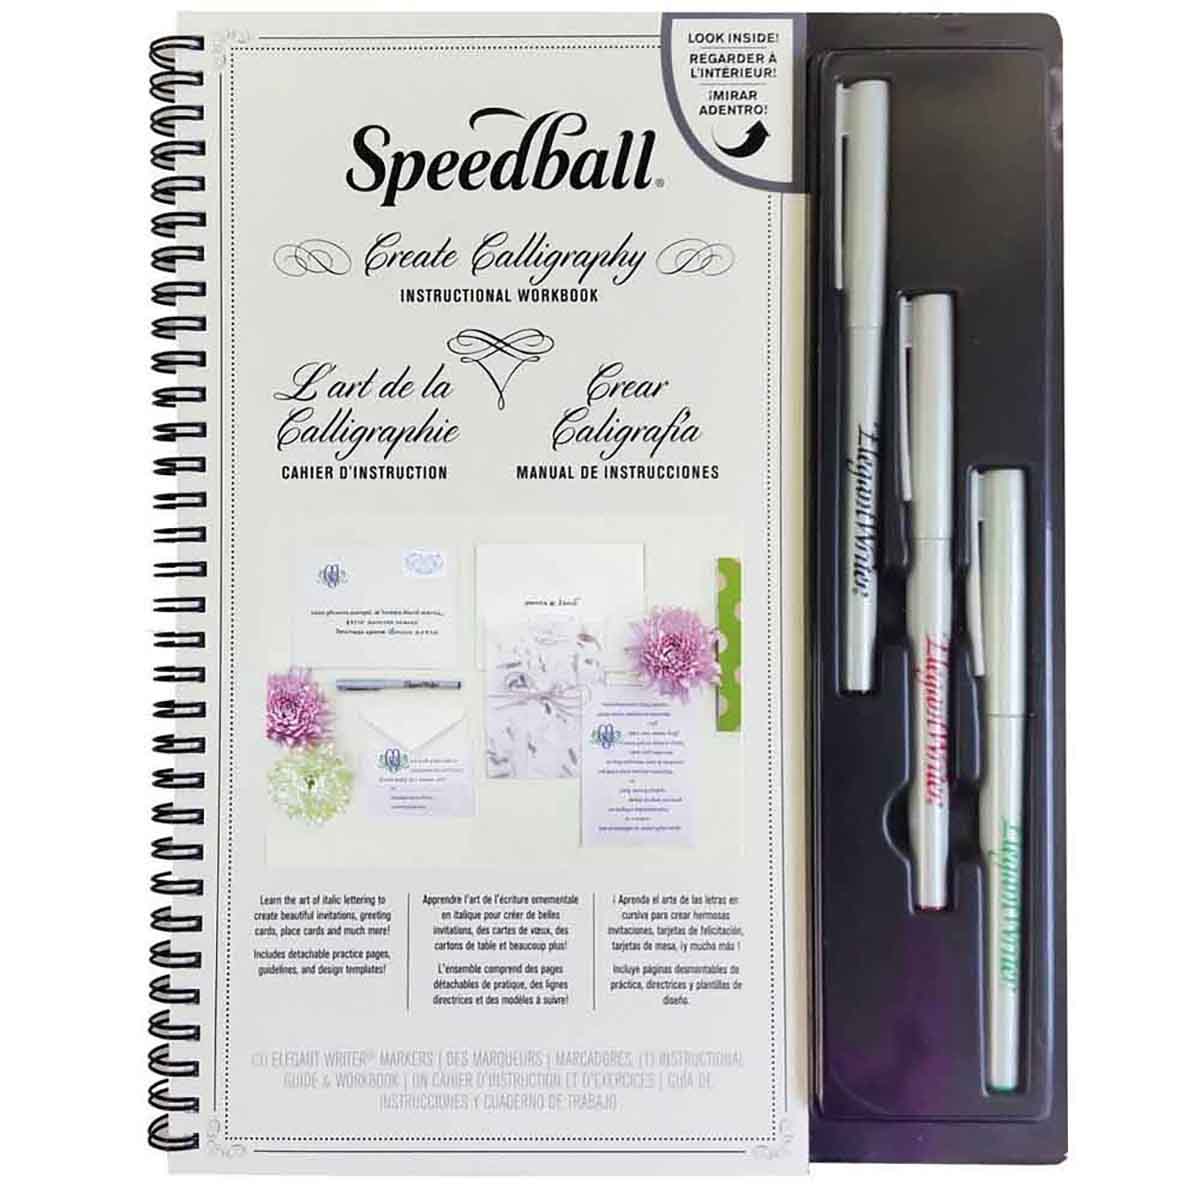 LOOK INSIDE!
REGARDER À
L'INTÉRIEUR!
¡MIRAR
ADENTRO!
Speedball®
Create Calligraphy
INSTRUCTIONAL WORKBOOK
L'art de la
Calligraphie
CAHIER D'INSTRUCTION
Crear
Caligrafía
MANUAL DE INSTRUCCIONES
Learn the art of italic lettering to
create beautiful invitations, greeting
cards, place cards and much more!
Includes detachable practice pages,
guidelines, and design templates!
Apprendre l'art de l'écriture ornementale
en italique pour créer de belles
invitations, des cartes de vœux, des
cartons de table et beaucoup plus!
L'ensemble comprend des pages
détachables de pratique, des lignes
directrices et des modèles à suivre!
¡ Aprenda el arte de las letras en
cursiva para crear hermosas
invitaciones, tarjetas de felicitación,
tarjetas de mesa, ¡y mucho más !
Incluye páginas desmontables de
práctica, directrices y plantillas de
diseño.
(3) ELEGANT WRITER® MARKERS | DES MARQUEURS | MARCADORES, (1) INSTRUCTIONAL
GUIDE & WORKBOOK | UN CAHIER D'INSTRUCTION ET D'EXERCICES | GUÍA DE
INSTRUCCIONES Y CUADERNO DE TRABAJO
Elegant Writer®
Elegant Writer®
Elegant Writer®